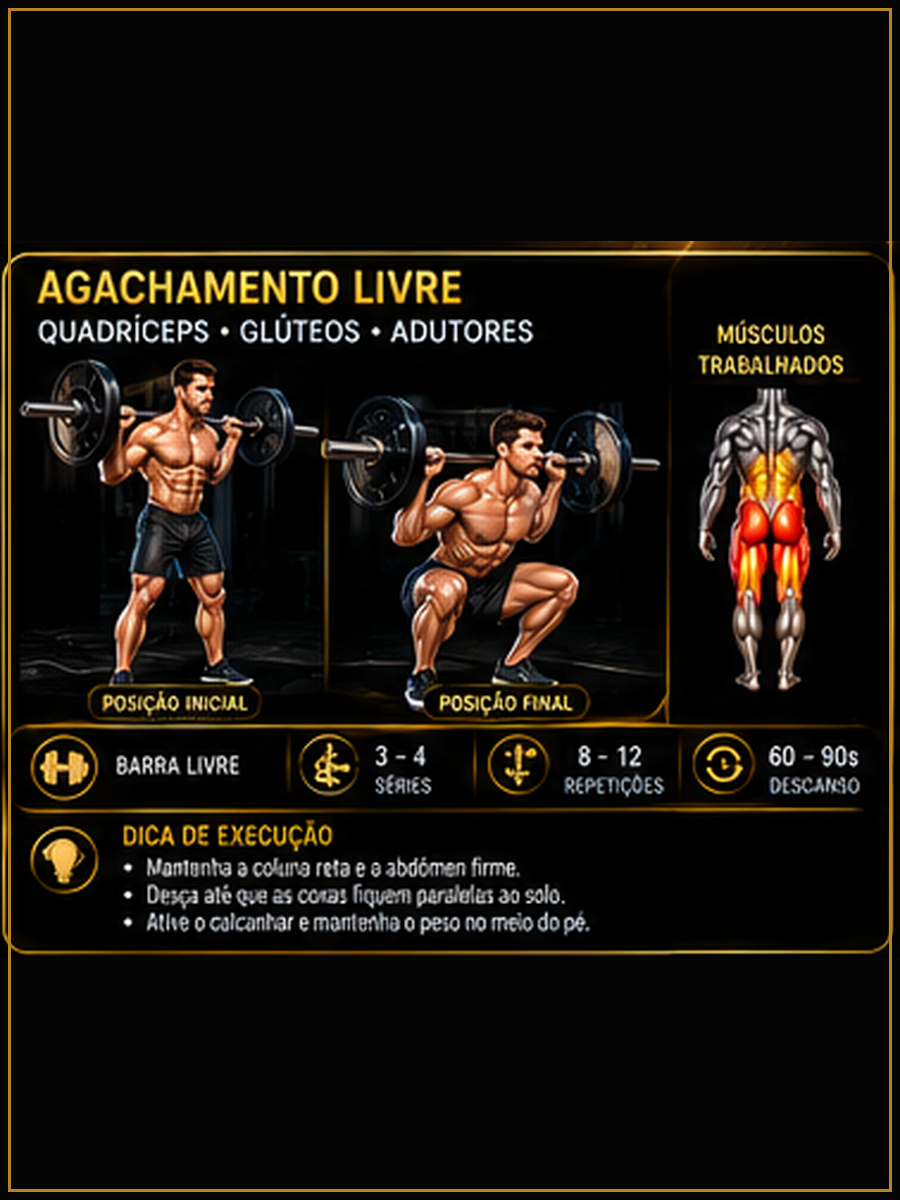 AGACHAMENTO LIVRE
QUADRÍCEPS • GLÚTEOS • ADUTORES
MÚSCULOS
TRABALHADOS
POSIÇÃO INICIAL
POSIÇÃO FINAL
BARRA LIVRE
3 – 4
SÉRIES
8 – 12
REPETIÇÕES
60 – 90s
DESCANSO
DICA DE EXECUÇÃO
• Mantenha a coluna reta e o abdômen firme.
• Desça até que as coxas fiquem paralelas ao solo.
• Ative o calcanhar e mantenha o peso no meio do pé.